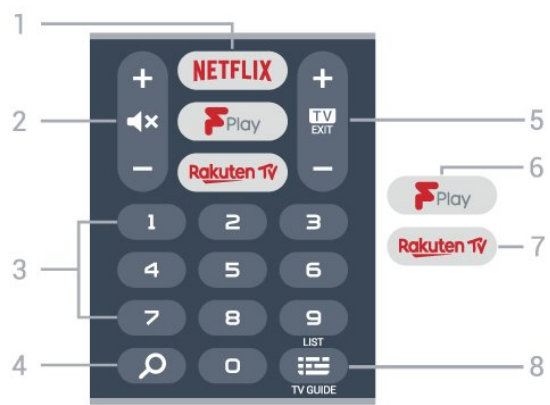 1
NETFLIX
+ +
2 TV EXIT 5
F Play
6
F Play
- -
Rakuten TV
Rakuten TV 7
3 1 2 3
4 5 6
7 8 9
LIST
4 0 8
TV GUIDE